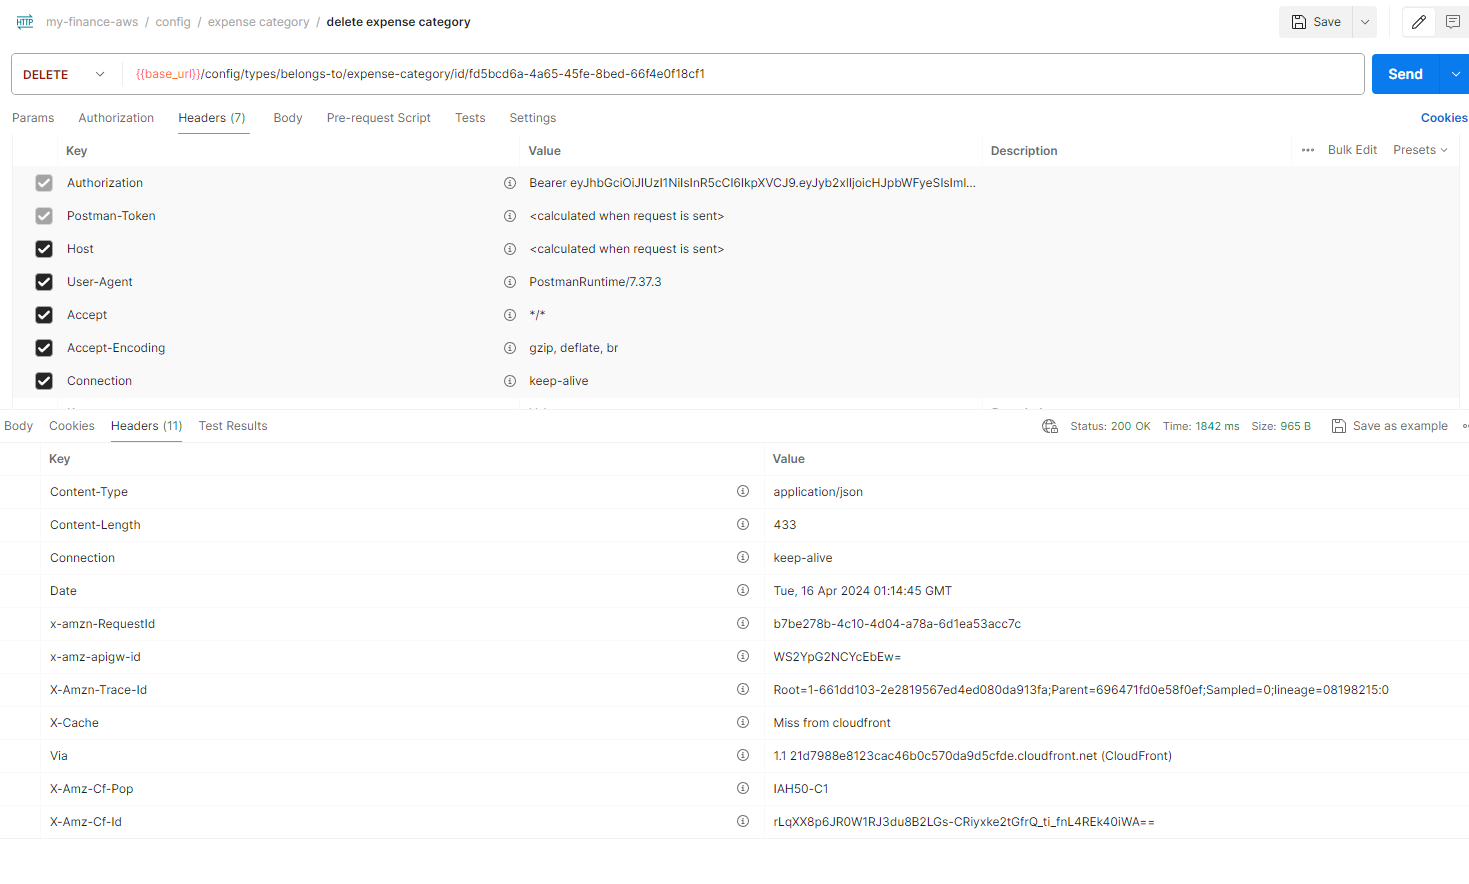 HTTP my-finance-aws / config / expense category / delete expense category Save
DELETE {{base_url}}/config/types/belongs-to/expense-category/id/fd5bcd6a-4a65-45fe-8bed-66f4e0f18cf1 Send
Params Authorization Headers (7) Body Pre-request Script Tests Settings Cookies
Key Value Description ••• Bulk Edit Presets
Authorization Bearer eyJhbGciOiJIUzI1NiIsInR5cCI6IkpXVCJ9.eyJyb2xlIjoicHJpbWFyeSIsIml...
Postman-Token <calculated when request is sent>
Host <calculated when request is sent>
User-Agent PostmanRuntime/7.37.3
Accept */*
Accept-Encoding gzip, deflate, br
Connection keep-alive
Body Cookies Headers (11) Test Results Status: 200 OK Time: 1842 ms Size: 965 B Save as example
Key Value
Content-Type application/json
Content-Length 433
Connection keep-alive
Date Tue, 16 Apr 2024 01:14:45 GMT
x-amzn-RequestId b7be278b-4c10-4d04-a78a-6d1ea53acc7c
x-amz-apigw-id WS2YpG2NCYcEbEw=
X-Amzn-Trace-Id Root=1-661dd103-2e2819567ed4ed080da913fa;Parent=696471fd0e58f0ef;Sampled=0;lineage=08198215:0
X-Cache Miss from cloudfront
Via 1.1 21d7988e8123cac46b0c570da9d5cfde.cloudfront.net (CloudFront)
X-Amz-Cf-Pop IAH50-C1
X-Amz-Cf-Id rLqXX8p6JR0W1RJ3du8B2LGs-CRiyxke2tGfrQ_ti_fnL4REk40iWA==